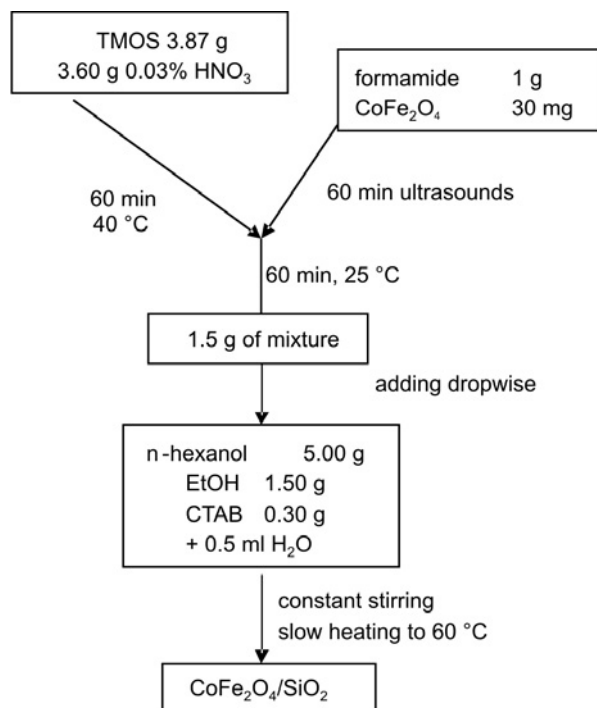 TMOS 3.87 g
3.60 g 0.03% HNO₃
formamide 1 g
CoFe₂O₄ 30 mg
60 min
40 °C
60 min ultrasounds
60 min, 25 °C
1.5 g of mixture
adding dropwise
n-hexanol 5.00 g
EtOH 1.50 g
CTAB 0.30 g
+ 0.5 ml H₂O
constant stirring
slow heating to 60 °C
CoFe₂O₄/SiO₂